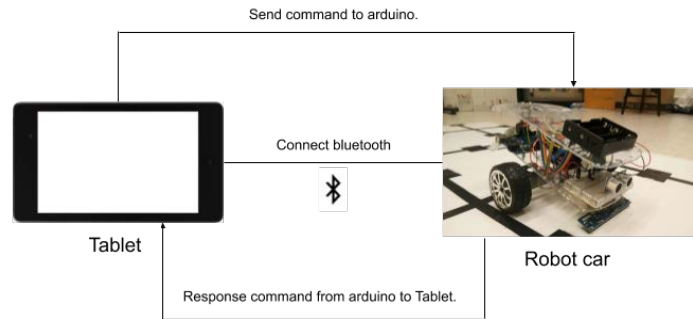 Send command to arduino.
Connect bluetooth
Tablet
Robot car
Response command from arduino to Tablet.